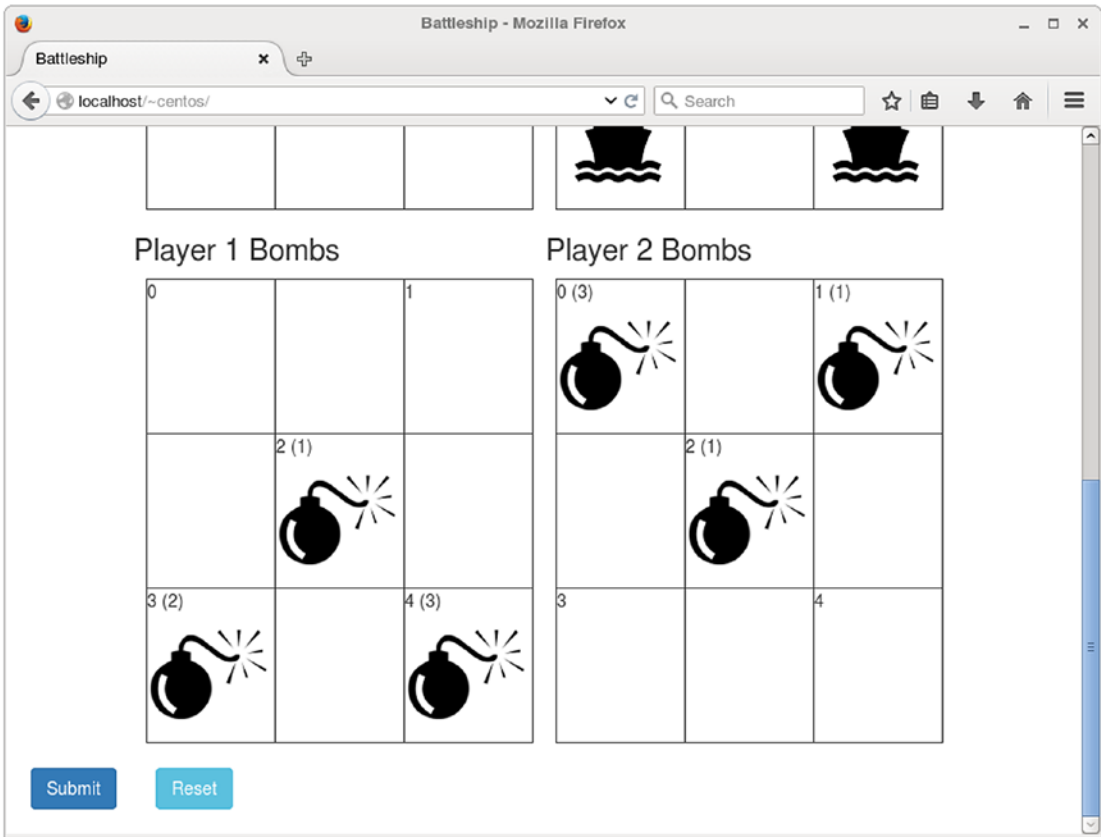 Battleship - Mozilla Firefox
Battleship
localhost/~centos/
Search
Player 1 Bombs
Player 2 Bombs
0
1
0 (3)
1 (1)
2 (1)
2 (1)
3 (2)
4 (3)
3
4
Submit
Reset